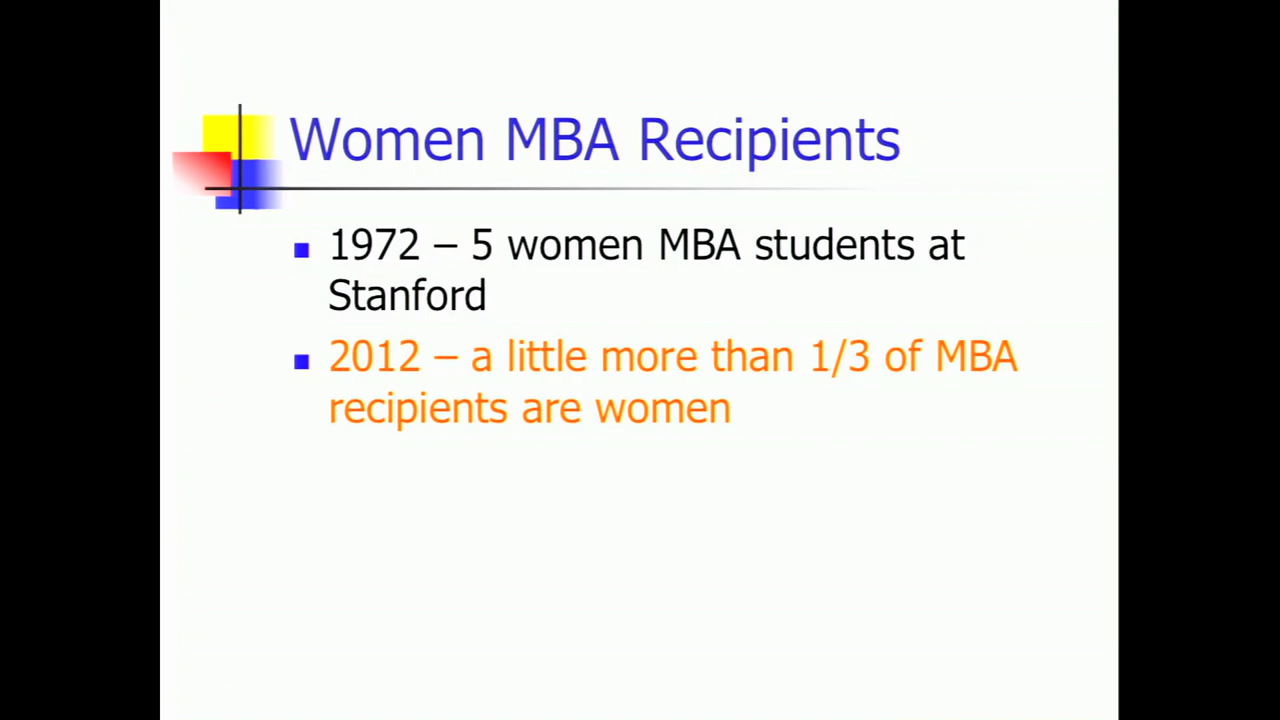 Women MBA Recipients
1972 – 5 women MBA students at
Stanford
2012 – a little more than 1/3 of MBA
recipients are women